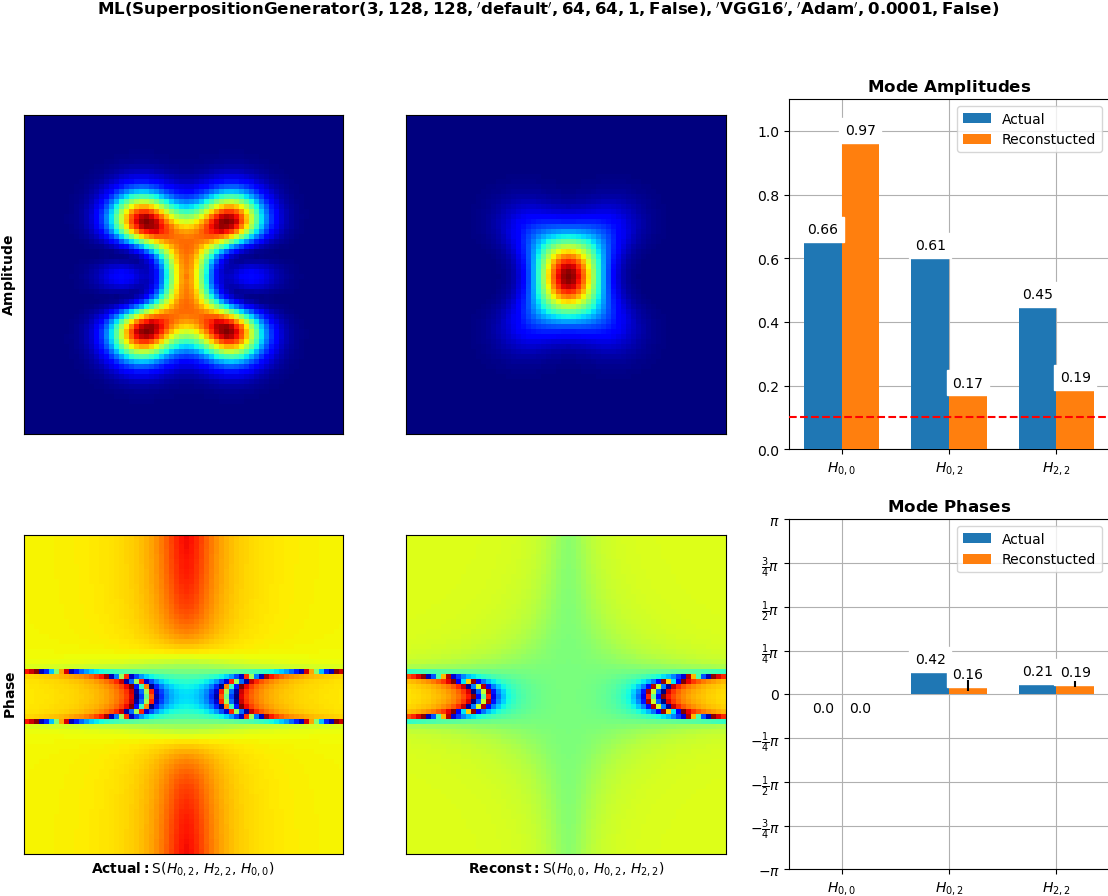 ML(SuperpositionGenerator(3, 128, 128, 'default', 64, 64, 1, False), 'VGG16', 'Adam', 0.0001, False)
Amplitude
Mode Amplitudes
Actual
Reconstucted
1.0
0.8
0.6
0.4
0.2
0.0
0.66
0.97
0.61
0.17
0.45
0.19
H0,0
H0,2
H2,2
Phase
Actual: S(H0,2, H2,2, H0,0)
Reconst: S(H0,0, H0,2, H2,2)
Mode Phases
Actual
Reconstucted
π
3/4π
1/2π
1/4π
0
−1/4π
−1/2π
−3/4π
−π
0.0
0.0
0.42
0.16
0.21
0.19
H0,0
H0,2
H2,2